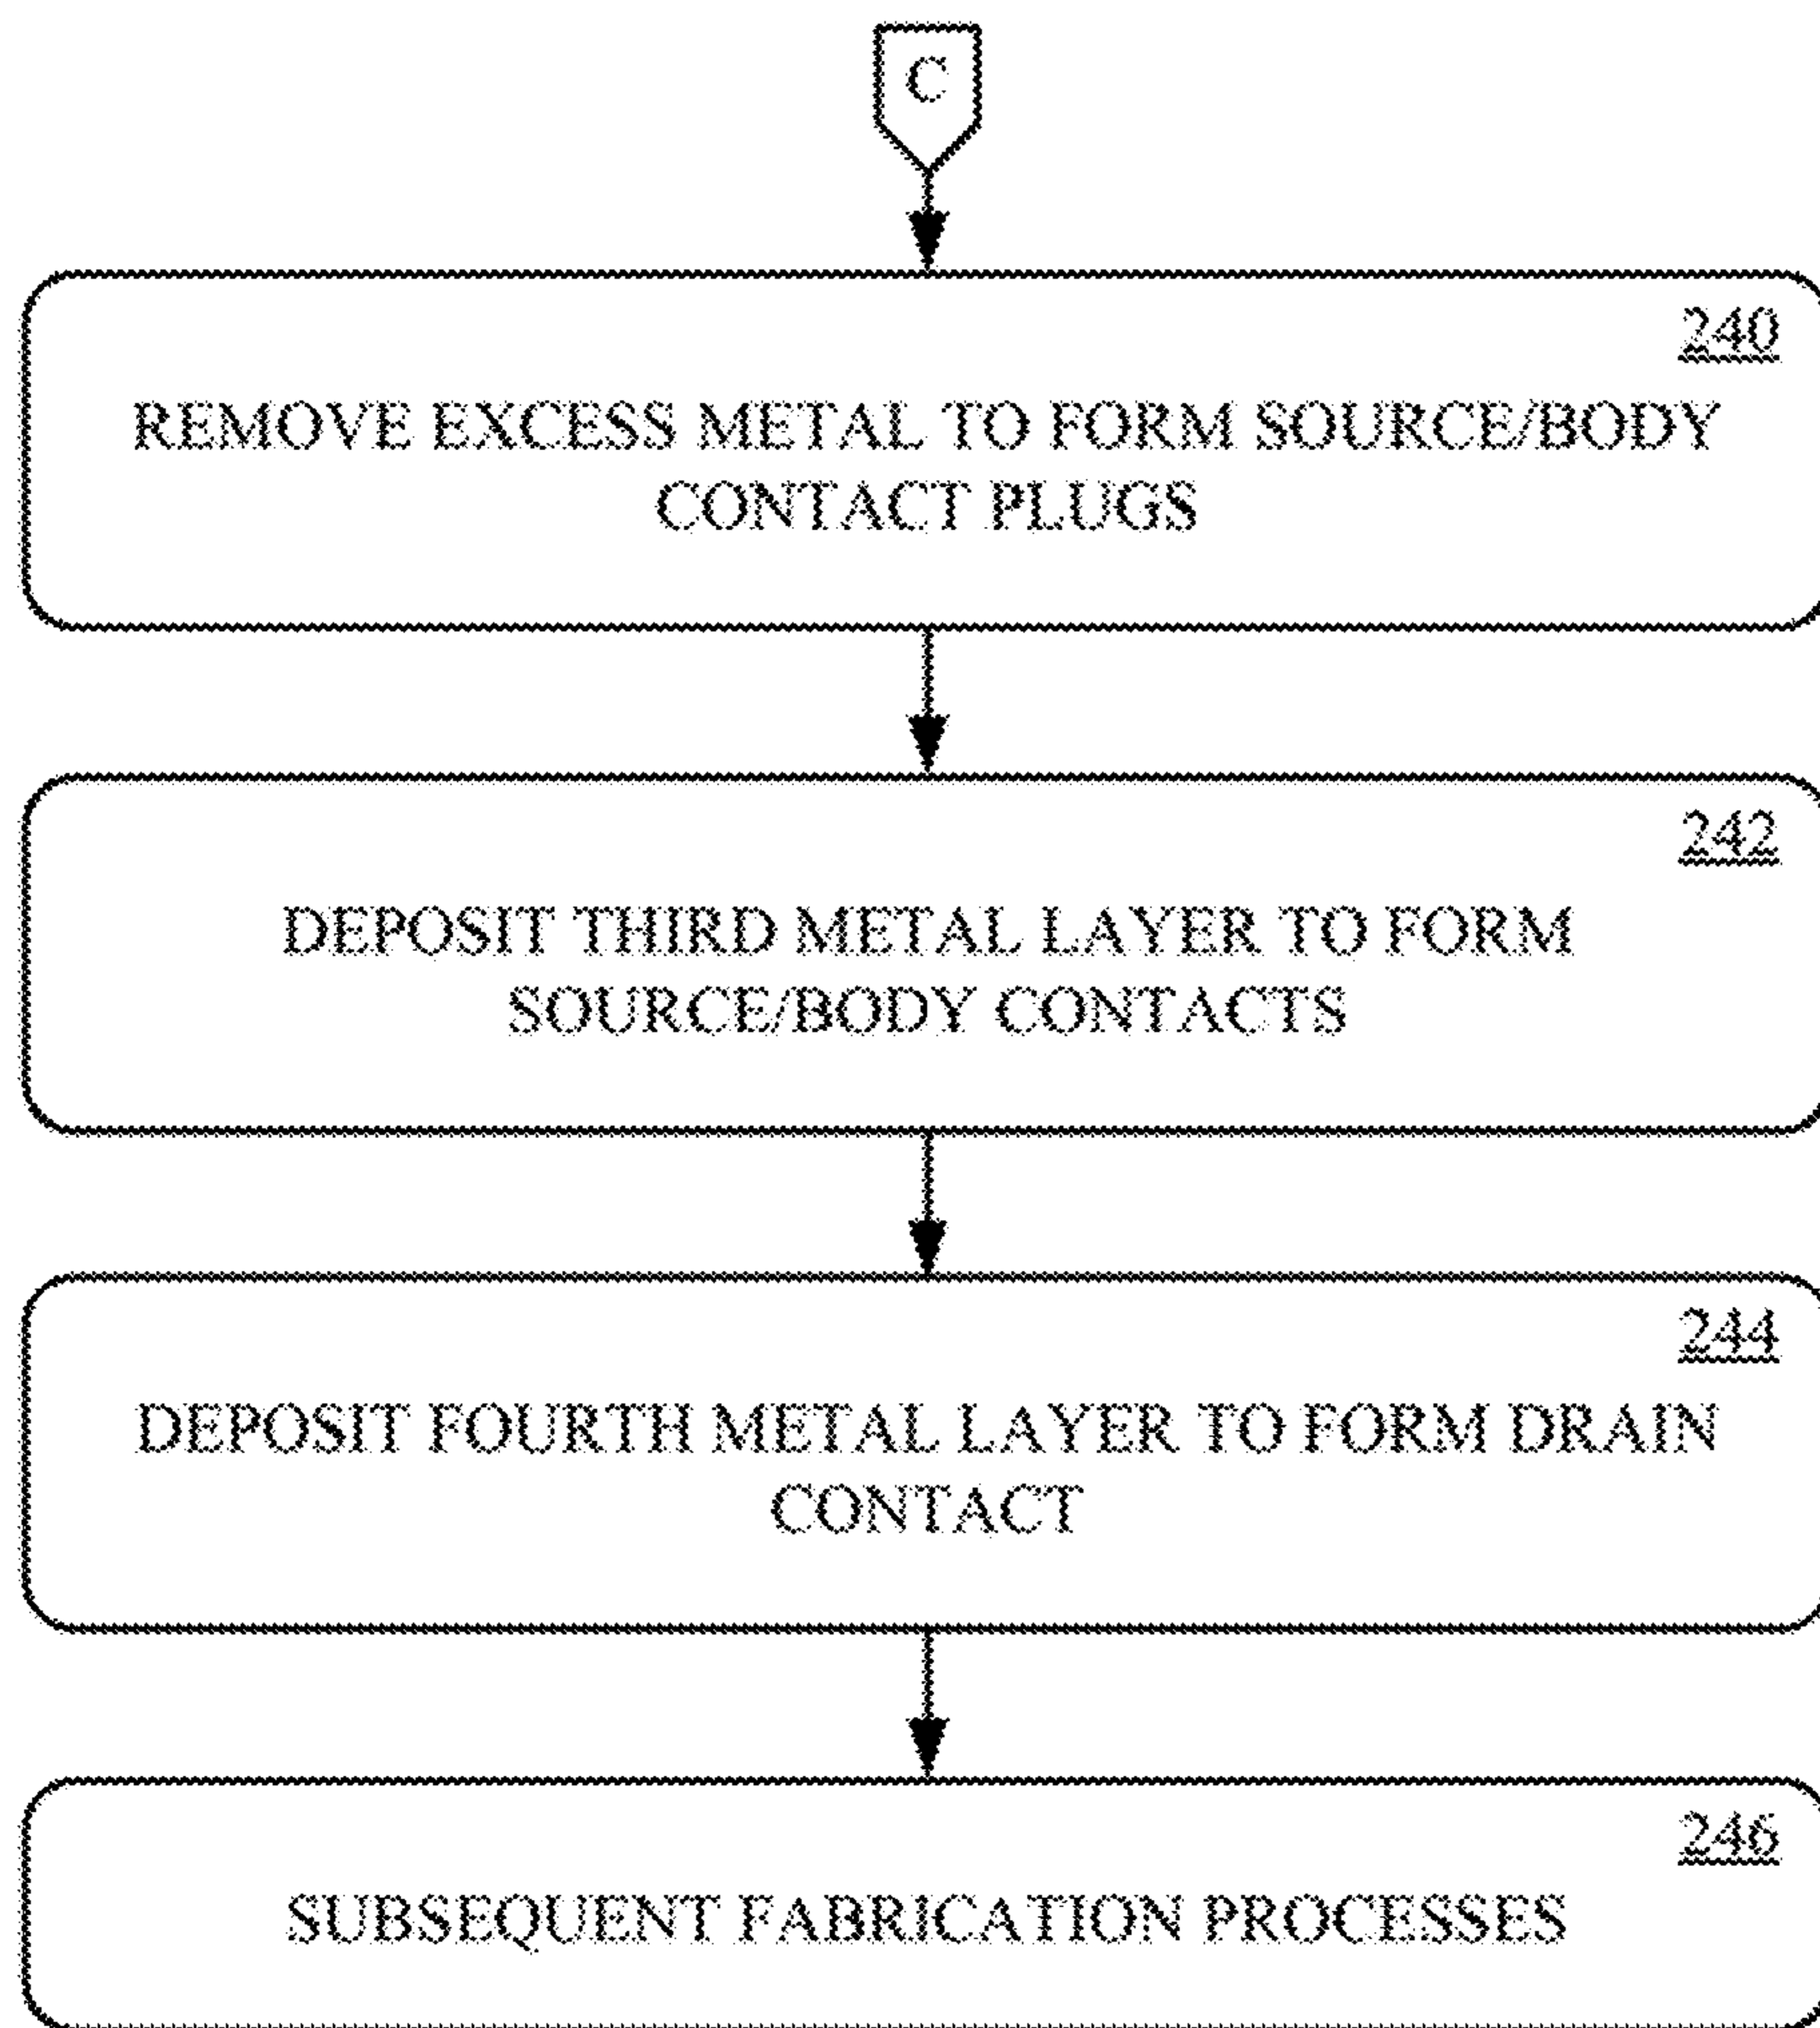 C
240
REMOVE EXCESS METAL TO FORM SOURCE/BODY
CONTACT PLUGS
242
DEPOSIT THIRD METAL LAYER TO FORM
SOURCE/BODY CONTACTS
244
DEPOSIT FOURTH METAL LAYER TO FORM DRAIN
CONTACT
246
SUBSEQUENT FABRICATION PROCESSES